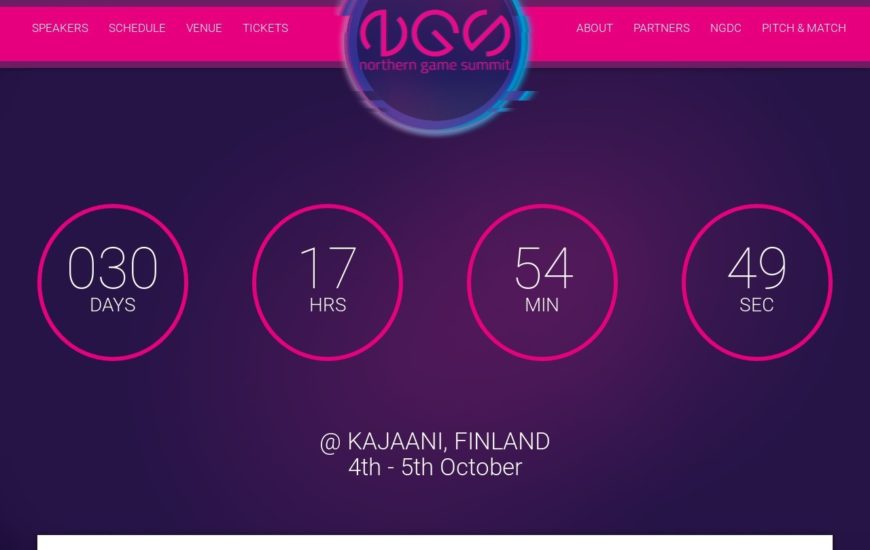 SPEAKERS SCHEDULE VENUE TICKETS
NGS
northern game summit
ABOUT PARTNERS NGDC PITCH & MATCH
030 17 54 49
DAYS HRS MIN SEC
@ KAJAANI, FINLAND
4th - 5th October